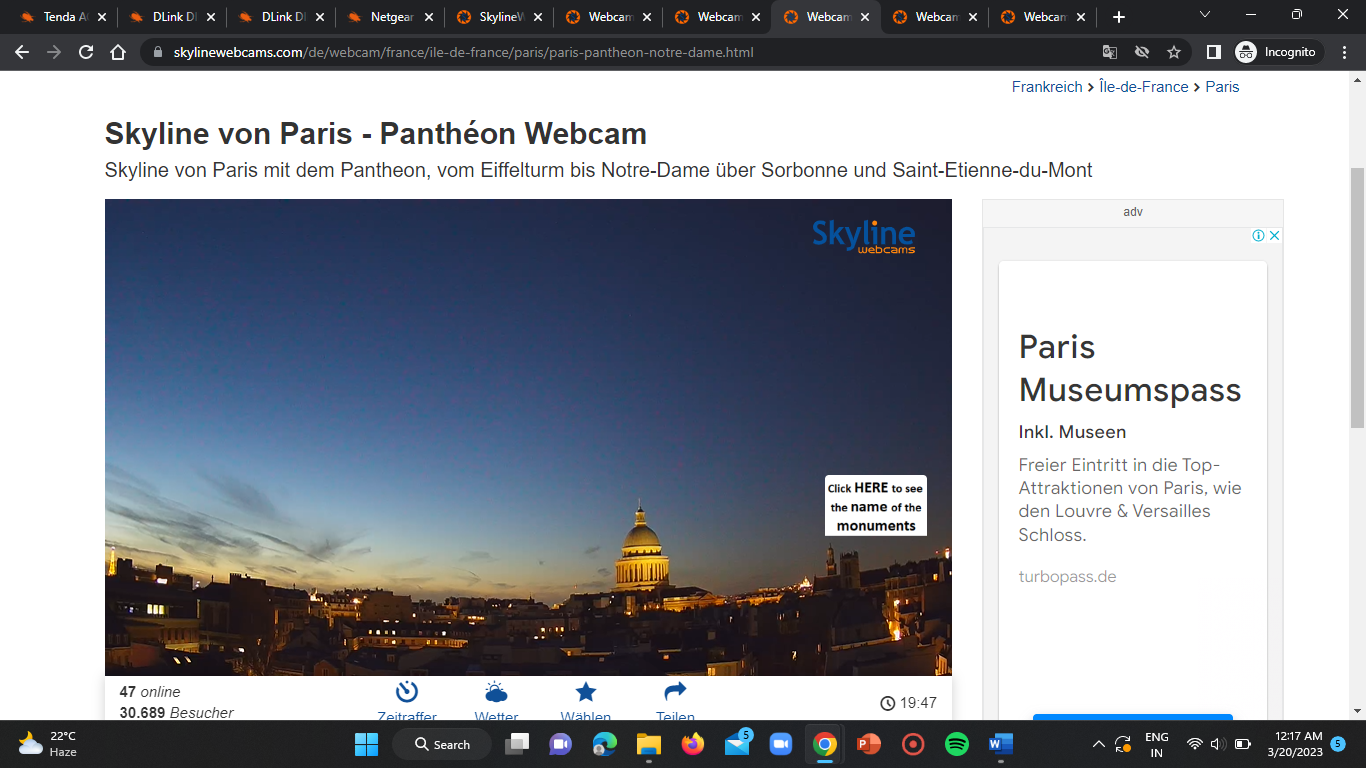 Tenda A
DLink D
DLink D
Netgear
SkylineW
Webcam
Webcam
Webcam
Webcam
Webcam
skylinewebcams.com/de/webcam/france/ile-de-france/paris/paris-pantheon-notre-dame.html
Incognito
Frankreich > Île-de-France > Paris
Skyline von Paris - Panthéon Webcam
Skyline von Paris mit dem Pantheon, vom Eiffelturm bis Notre-Dame über Sorbonne und Saint-Etienne-du-Mont
Skyline
webcams
Click HERE to see
the name of the
monuments
adv
Paris
Museumspass
Inkl. Museen
Freier Eintritt in die Top-
Attraktionen von Paris, wie
den Louvre & Versailles
Schloss.
turbopass.de
47 online
30.689 Besucher
Zeitraffer
Wetter
Wählen
Teilen
19:47
22°C
Haze
Search
5
ENG
IN
12:17 AM
3/20/2023
5